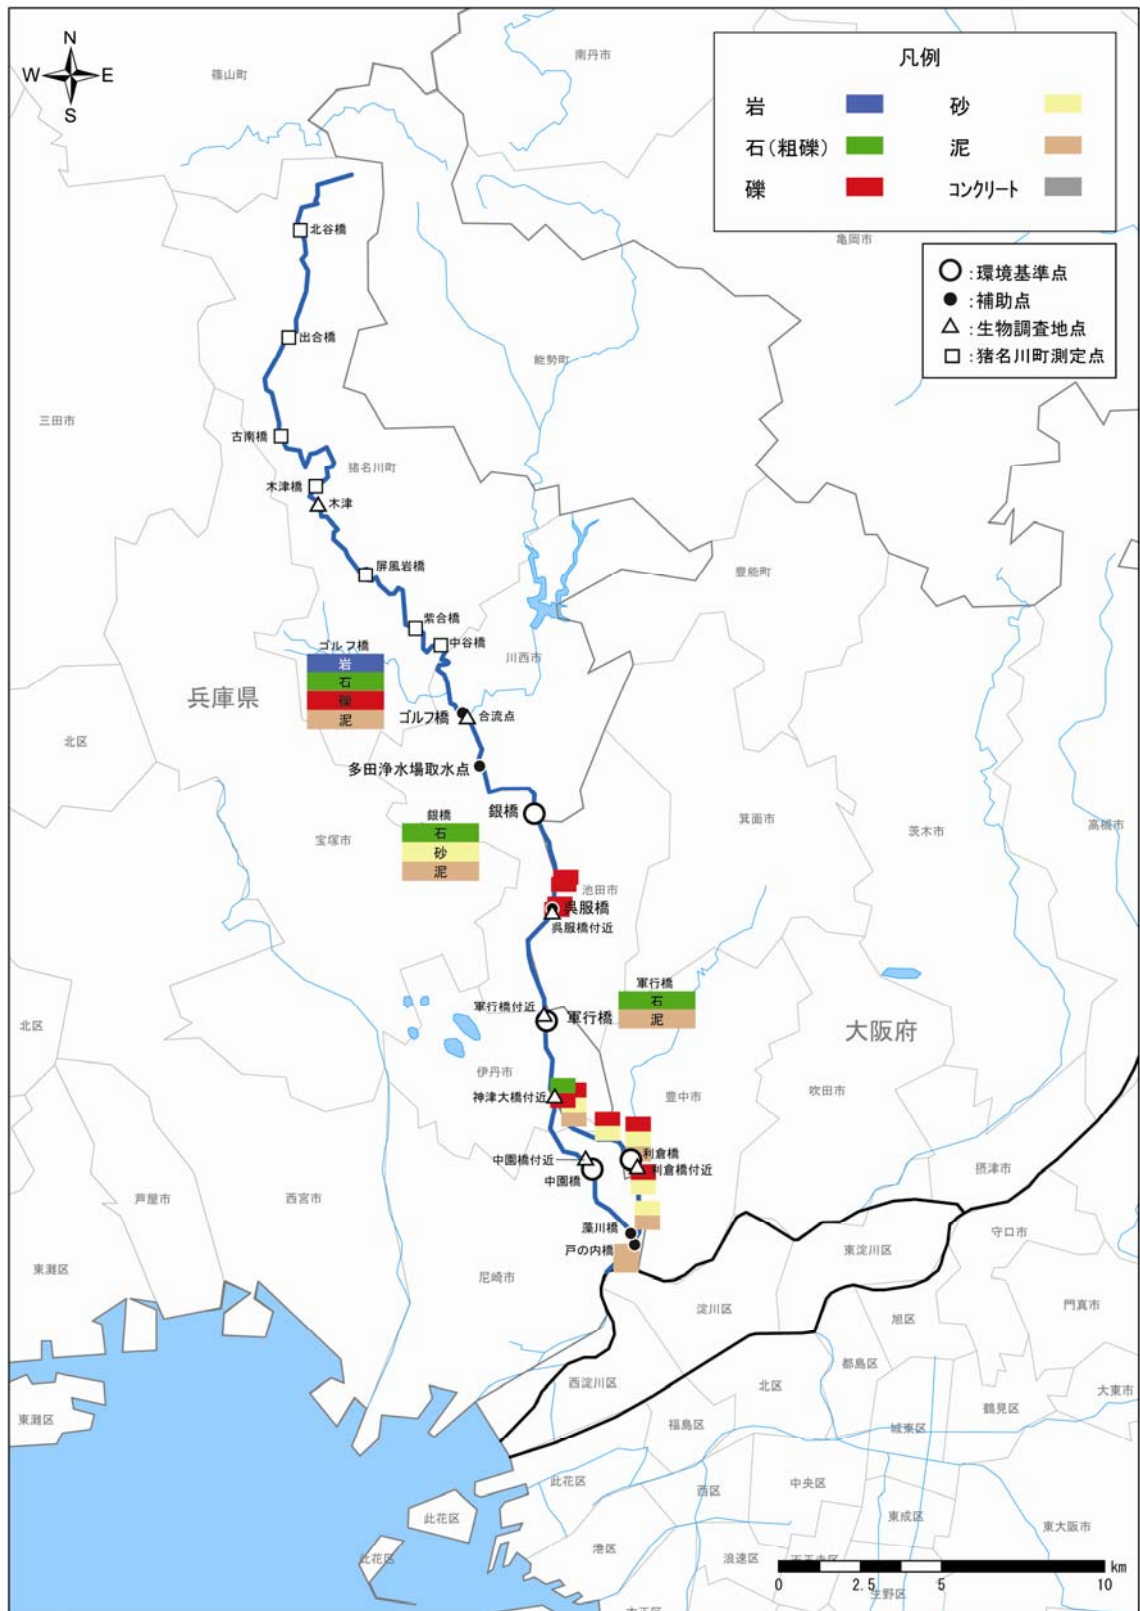 N
W E
S
篠山町
南丹市
凡例
岩 砂
石(粗礫) 泥
礫 コンクリート
亀岡市
:環境基準点
:補助点
:生物調査地点
:猪名川町測定点
北谷橋
出合橋
能勢町
三田市
古南橋
猪名川町
木津橋
木津
屏風岩橋
豊能町
紫合橋
中谷橋
ゴルフ橋
岩
石
礫
泥
川西市
兵庫県
北区
ゴルフ橋
合流点
多田浄水場取水点
銀橋
銀橋
石
砂
泥
宝塚市
箕面市
茨木市
高槻市
池田市
呉服橋
呉服橋付近
軍行橋
石
泥
軍行橋付近
軍行橋
北区
大阪府
伊丹市
神津大橋付近
豊中市
吹田市
利倉橋
中園橋付近
利倉橋付近
中園橋
摂津市
芦屋市
西宮市
藻川橋
守口市
戸の内橋
東淀川区
東灘区
尼崎市
淀川区
旭区
門真市
都島区
西淀川区
北区
大東市
鶴見区
東灘区
福島区
城東区
此花区
中央区
西区
此花区
東成区
東大阪市
港区
此花区
浪速区
km
0 2.5 5 10
生野区